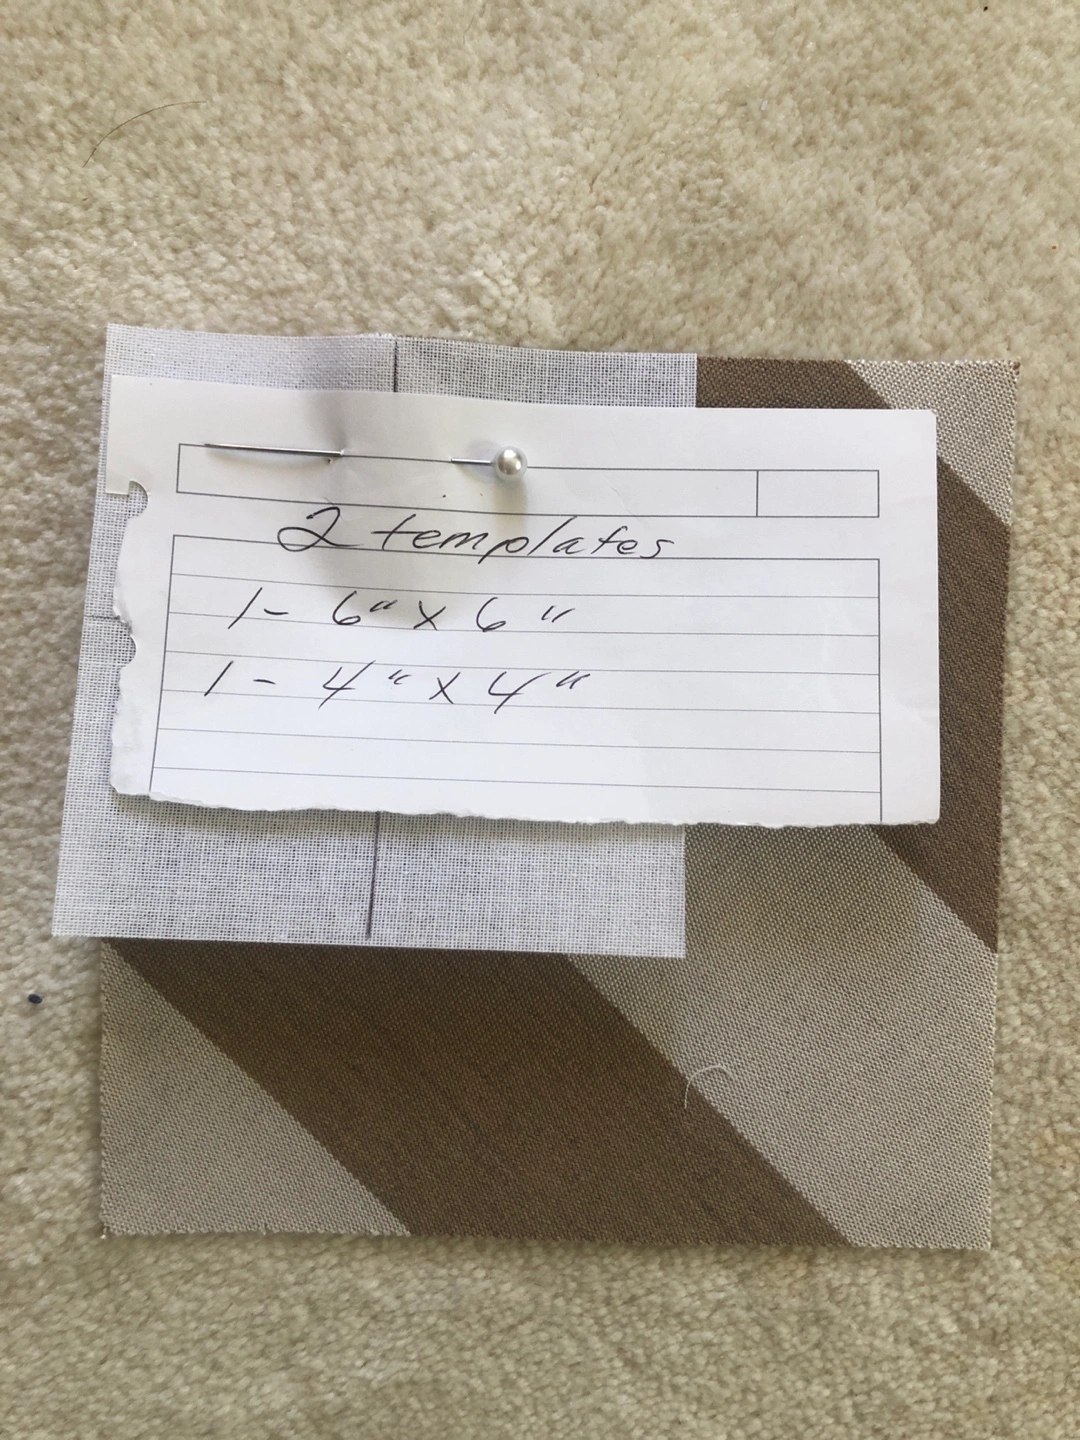 2 templates
1- 6" x 6"
1- 4" x 4"